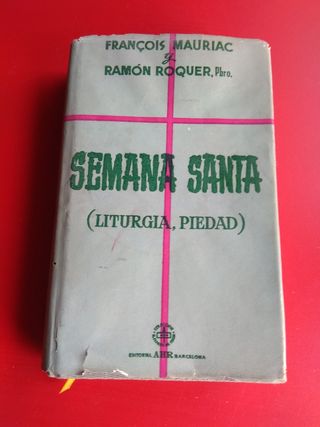 FRANÇOIS MAURIAC
y
RAMÓN ROQUER, Pbro.
SEMANA SANTA
(LITURGIA, PIEDAD)
EDITORIAL AHR BARCELONA